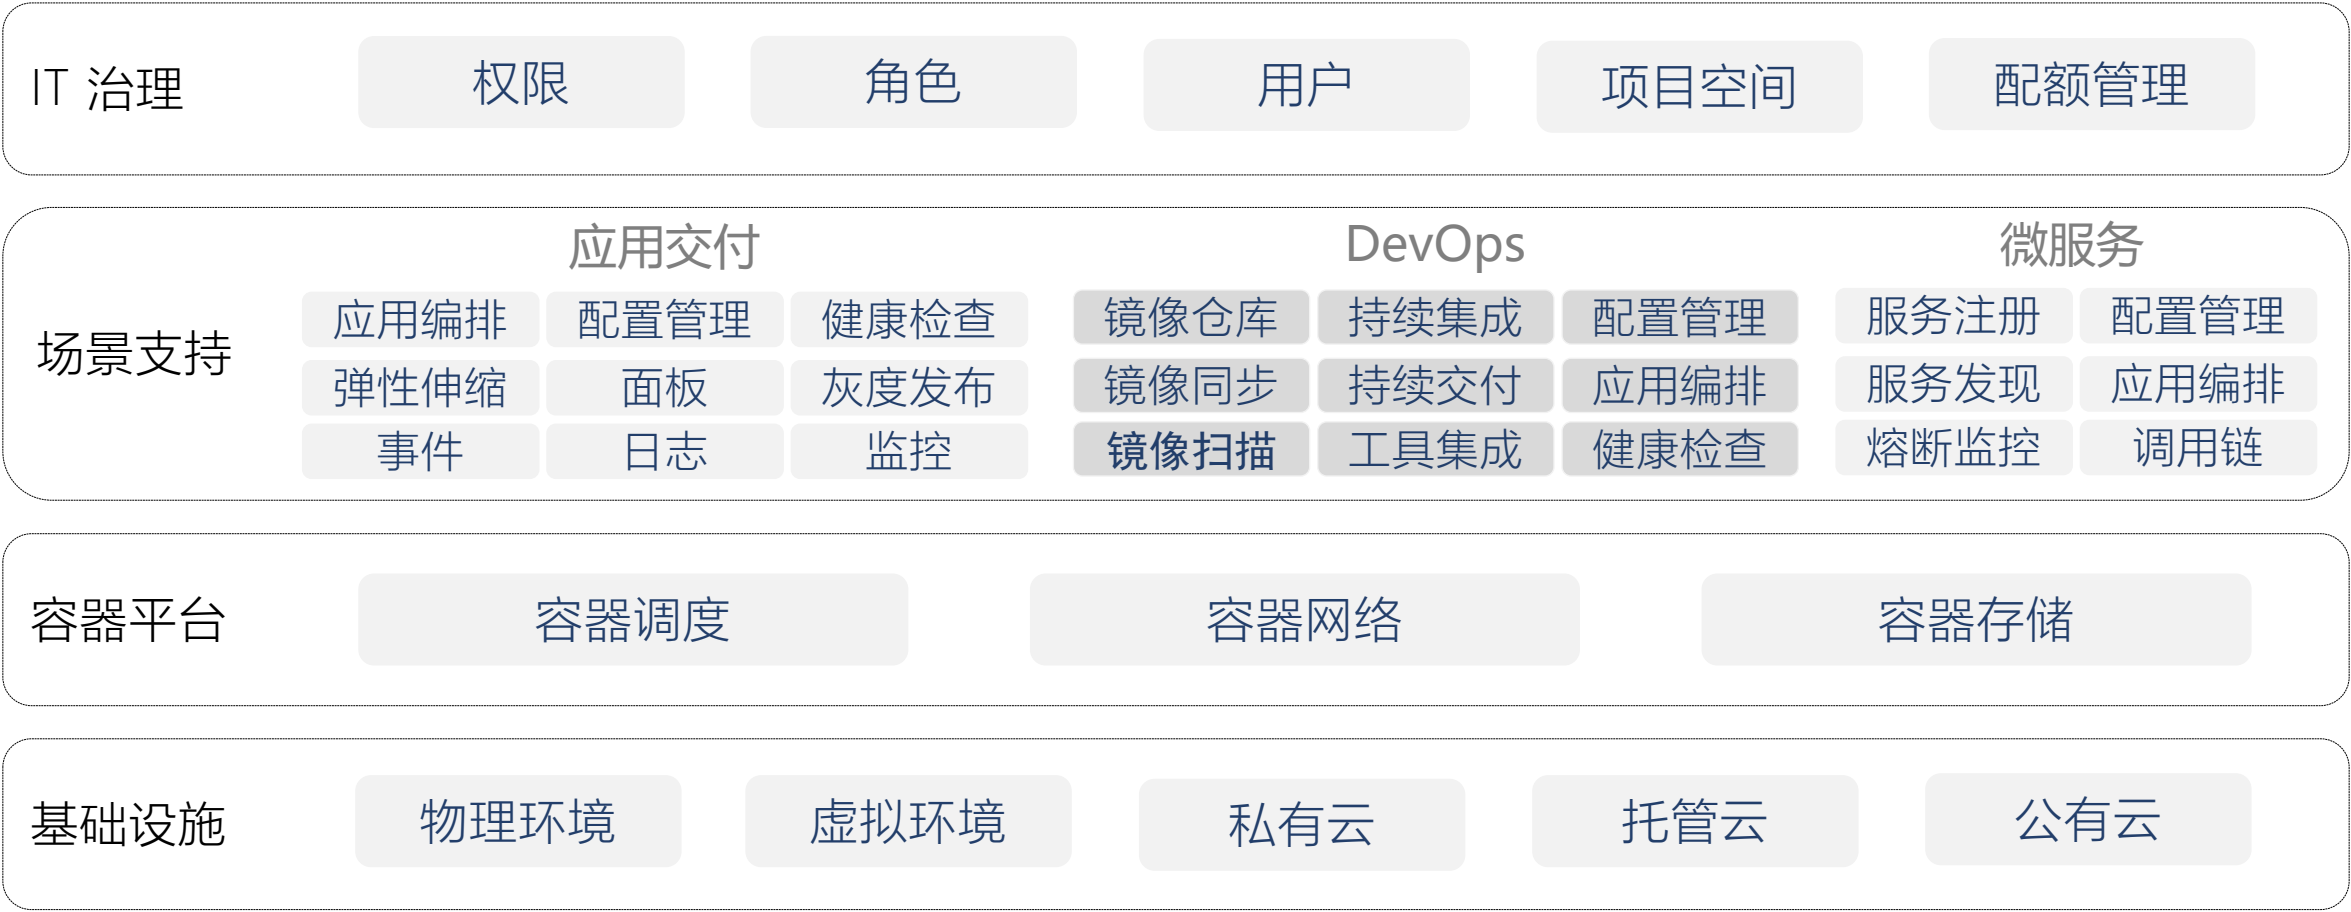 IT 治理
权限
角色
用户
项目空间
配额管理
场景支持
应用交付
应用编排
配置管理
健康检查
弹性伸缩
面板
灰度发布
事件
日志
监控
DevOps
镜像仓库
持续集成
配置管理
镜像同步
持续交付
应用编排
镜像扫描
工具集成
健康检查
微服务
服务注册
配置管理
服务发现
应用编排
熔断监控
调用链
容器平台
容器调度
容器网络
容器存储
基础设施
物理环境
虚拟环境
私有云
托管云
公有云